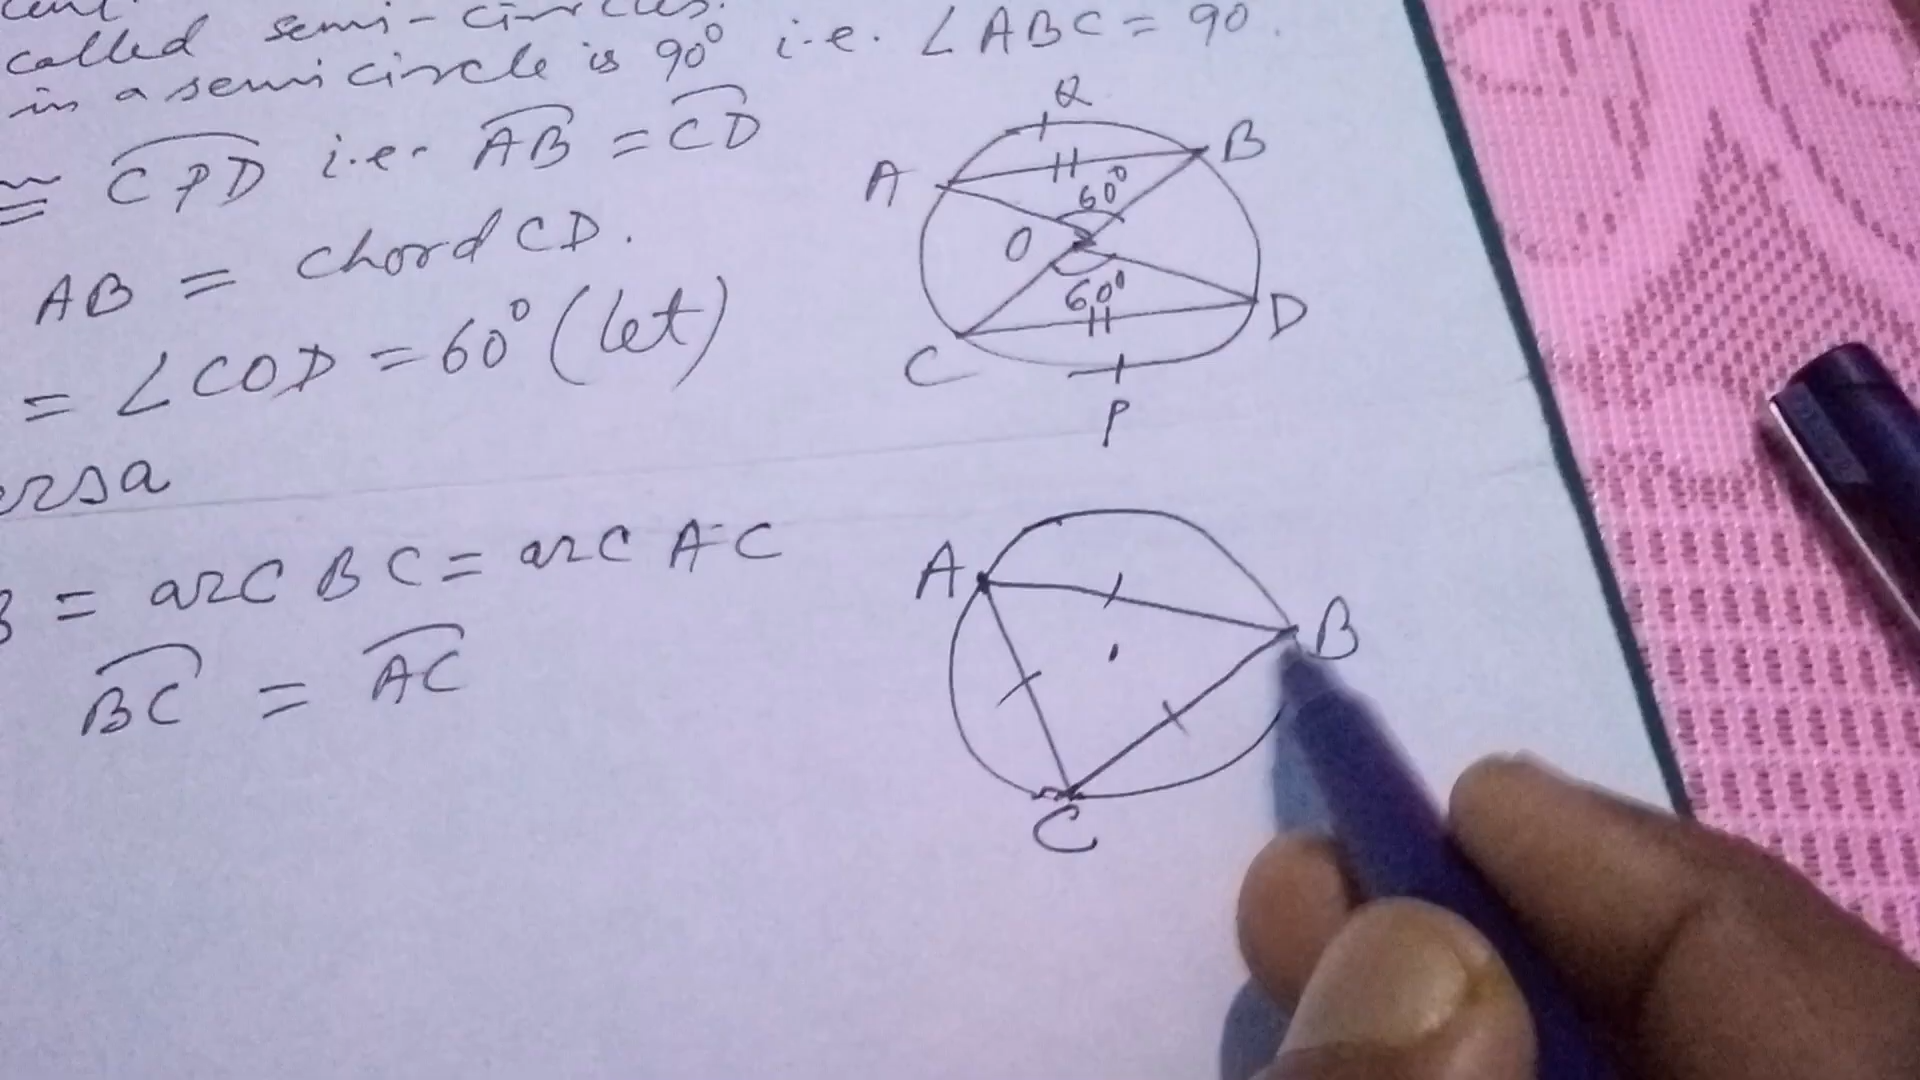 called semi-circles.
in a semicircle is 90° i.e. ∠ABC = 90.
≅ CPD i.e. AB = CD
AB = chord CD.
= ∠COD = 60° (let)
ersa
B = arc BC = arc AC
BC = AC
Q
A
B
60°
O
60°
C
D
P
A
B
C